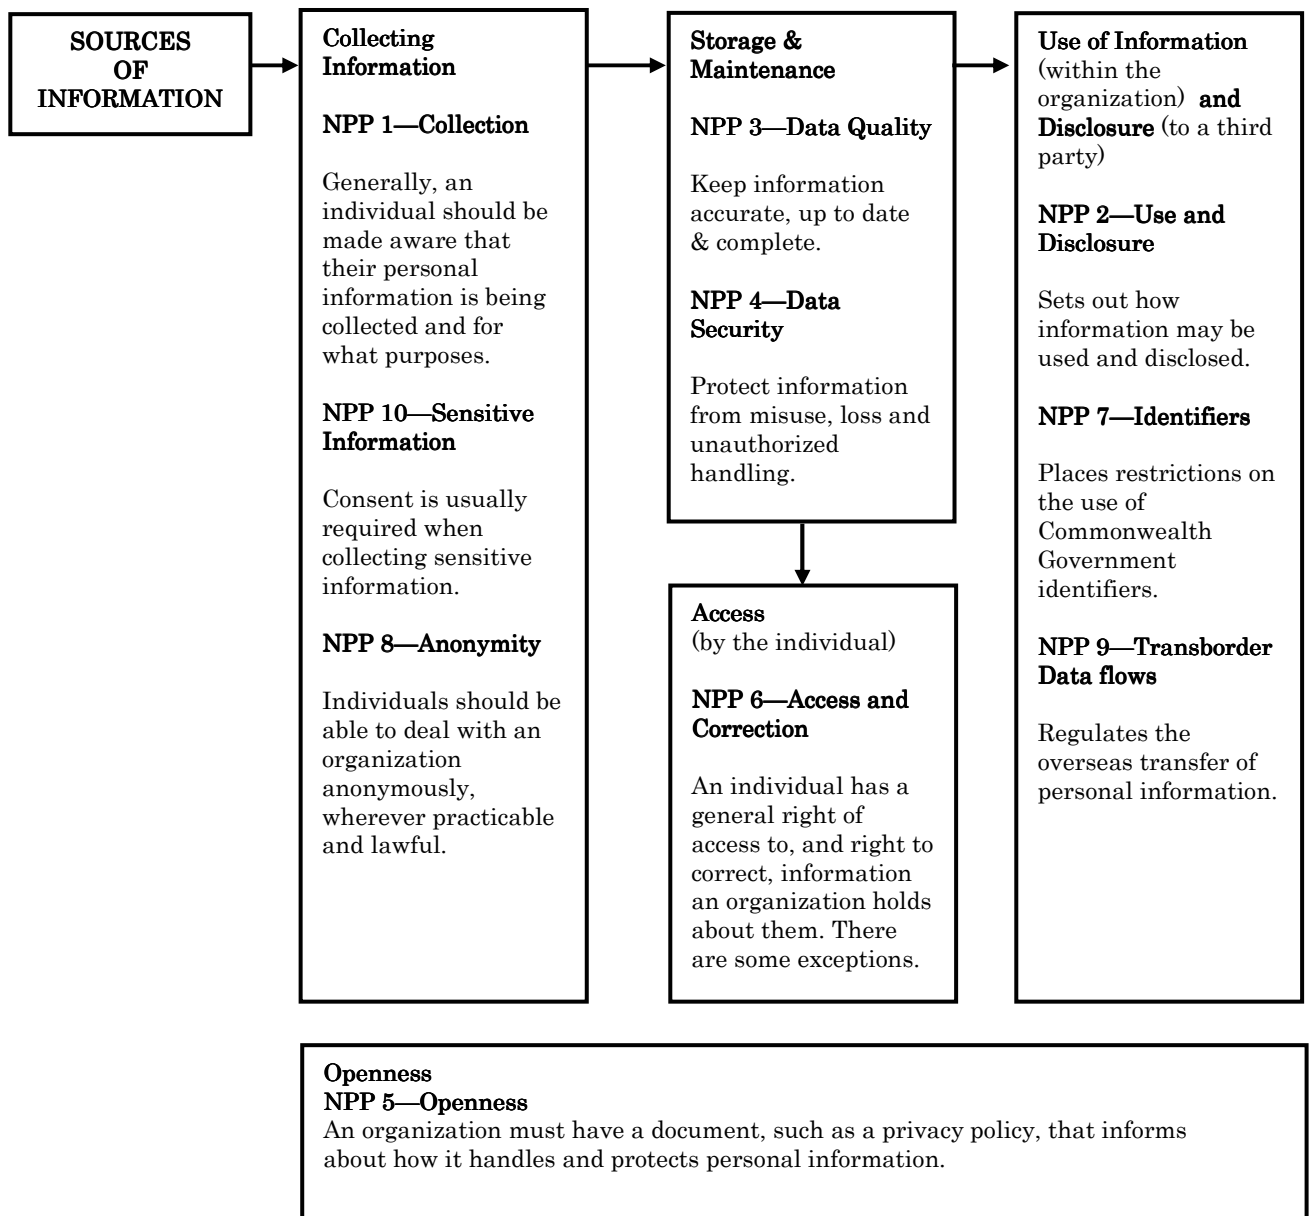 SOURCES
OF
INFORMATION
Collecting
Information
NPP 1—Collection
Generally, an
individual should be
made aware that
their personal
information is being
collected and for
what purposes.
NPP 10—Sensitive
Information
Consent is usually
required when
collecting sensitive
information.
NPP 8—Anonymity
Individuals should be
able to deal with an
organization
anonymously,
wherever practicable
and lawful.
Storage &
Maintenance
NPP 3—Data Quality
Keep information
accurate, up to date
& complete.
NPP 4—Data
Security
Protect information
from misuse, loss and
unauthorized
handling.
Access
(by the individual)
NPP 6—Access and
Correction
An individual has a
general right of
access to, and right to
correct, information
an organization holds
about them. There
are some exceptions.
Use of Information
(within the
organization) and
Disclosure (to a third
party)
NPP 2—Use and
Disclosure
Sets out how
information may be
used and disclosed.
NPP 7—Identifiers
Places restrictions on
the use of
Commonwealth
Government
identifiers.
NPP 9—Transborder
Data flows
Regulates the
overseas transfer of
personal information.
Openness
NPP 5—Openness
An organization must have a document, such as a privacy policy, that informs
about how it handles and protects personal information.